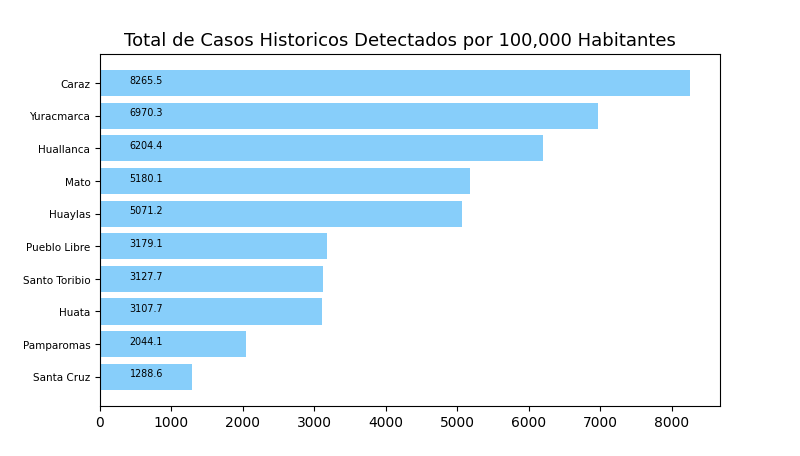 Total de Casos Historicos Detectados por 100,000 Habitantes
Caraz 8265.5
Yuracmarca 6970.3
Huallanca 6204.4
Mato 5180.1
Huaylas 5071.2
Pueblo Libre 3179.1
Santo Toribio 3127.7
Huata 3107.7
Pamparomas 2044.1
Santa Cruz 1288.6
0 1000 2000 3000 4000 5000 6000 7000 8000